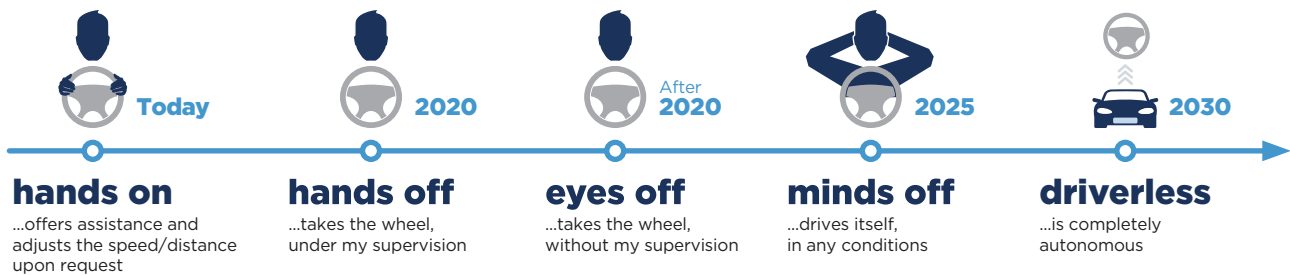 Today
2020
After
2020
2025
2030
hands on
...offers assistance and
adjusts the speed/distance
upon request
hands off
...takes the wheel,
under my supervision
eyes off
...takes the wheel,
without my supervision
minds off
...drives itself,
in any conditions
driverless
...is completely
autonomous